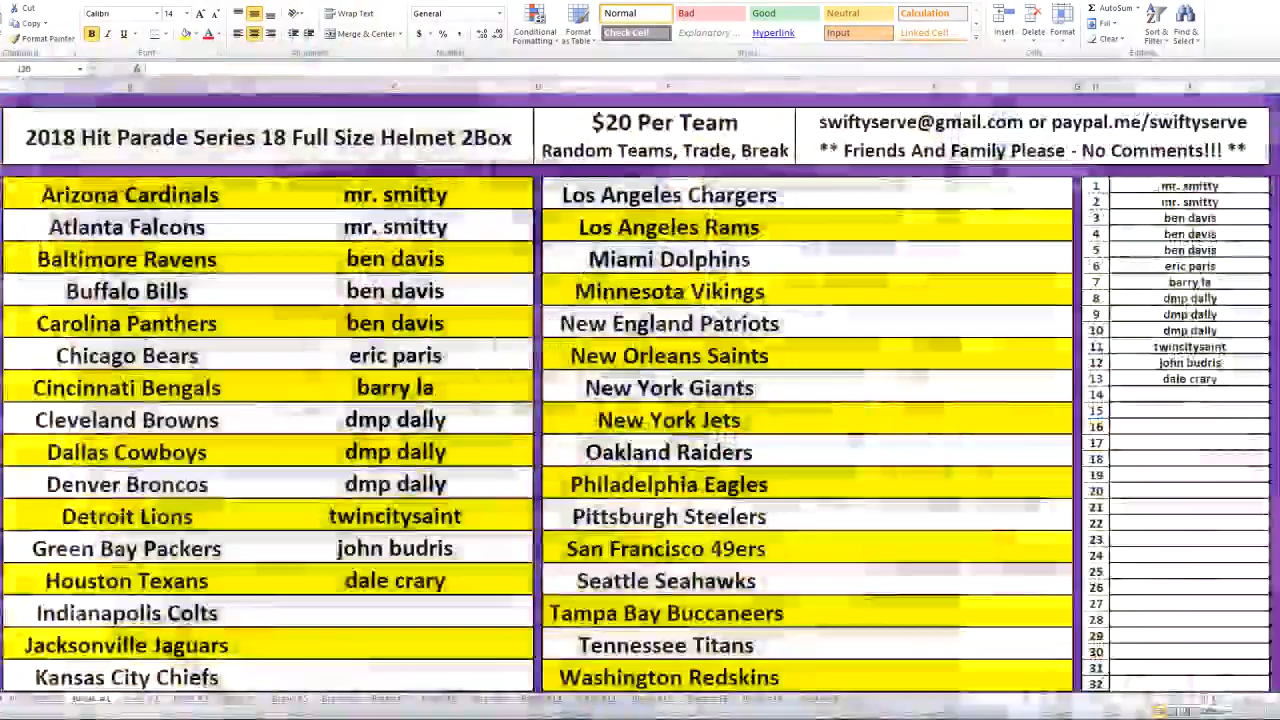 Cut
Copy
Format Painter
Calibri 14
B I U
Wrap Text
Merge & Center
General
$ % ,
Conditional Formatting
Format as Table
Normal Bad Good Neutral Calculation
Check Cell Explanatory ... Hyperlink Input Linked Cell
Insert Delete Format
AutoSum
Fill
Clear
Sort & Filter
Find & Select
2018 Hit Parade Series 18 Full Size Helmet 2Box
$20 Per Team
Random Teams, Trade, Break
swiftyserve@gmail.com or paypal.me/swiftyserve
** Friends And Family Please - No Comments!!! **
Arizona Cardinals mr. smitty
Atlanta Falcons mr. smitty
Baltimore Ravens ben davis
Buffalo Bills ben davis
Carolina Panthers ben davis
Chicago Bears eric paris
Cincinnati Bengals barry la
Cleveland Browns dmp dally
Dallas Cowboys dmp dally
Denver Broncos dmp dally
Detroit Lions twincitysaint
Green Bay Packers john budris
Houston Texans dale crary
Indianapolis Colts
Jacksonville Jaguars
Kansas City Chiefs
Los Angeles Chargers
Los Angeles Rams
Miami Dolphins
Minnesota Vikings
New England Patriots
New Orleans Saints
New York Giants
New York Jets
Oakland Raiders
Philadelphia Eagles
Pittsburgh Steelers
San Francisco 49ers
Seattle Seahawks
Tampa Bay Buccaneers
Tennessee Titans
Washington Redskins
1 mr. smitty
2 mr. smitty
3 ben davis
4 ben davis
5 ben davis
6 eric paris
7 barry la
8 dmp dally
9 dmp dally
10 dmp dally
11 twincitysaint
12 john budris
13 dale crary
14
15
16
17
18
19
20
21
22
23
24
25
26
27
28
29
30
31
32